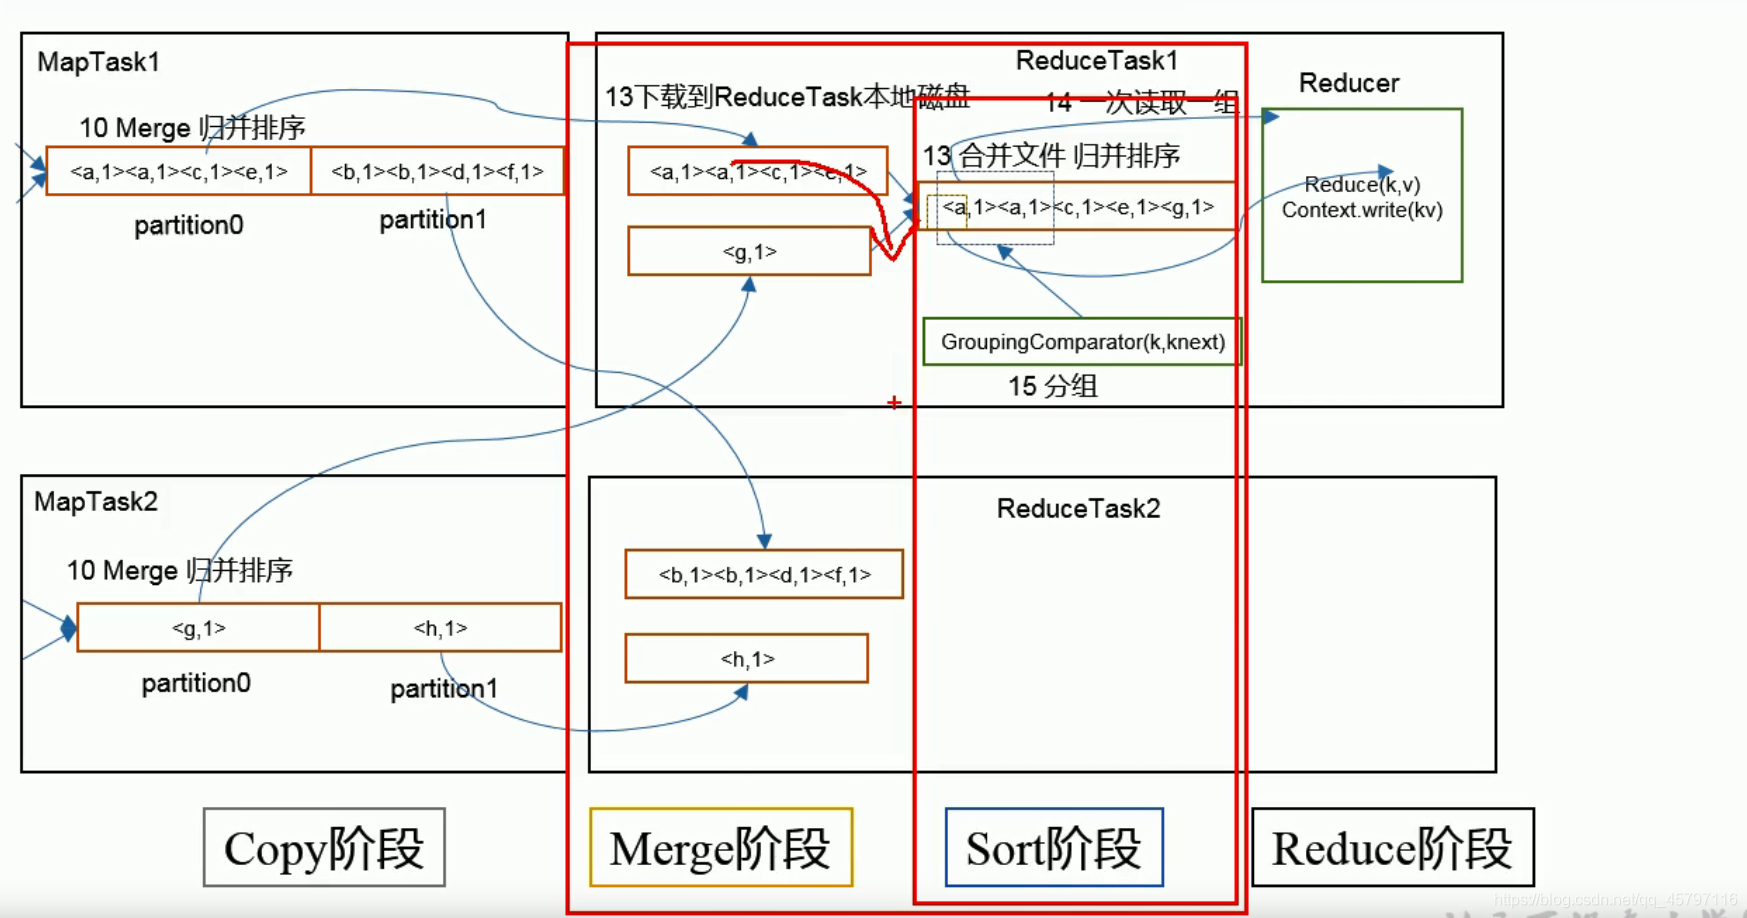 MapTask1
10 Merge 归并排序
<a,1><a,1><c,1><e,1>
<b,1><b,1><d,1><f,1>
partition0
partition1
ReduceTask1
13下载到ReduceTask本地磁盘
14 一次读取一组
Reducer
<a,1><a,1><c,1><e,1>
13 合并文件 归并排序
<a,1><a,1><c,1><e,1><g,1>
Reduce(k,v)
Context.write(kv)
<g,1>
GroupingComparator(k,knext)
15 分组
MapTask2
10 Merge 归并排序
<g,1>
<h,1>
partition0
partition1
ReduceTask2
<b,1><b,1><d,1><f,1>
<h,1>
Copy阶段
Merge阶段
Sort阶段
Reduce阶段
https://blog.csdn.net/qq_45797116